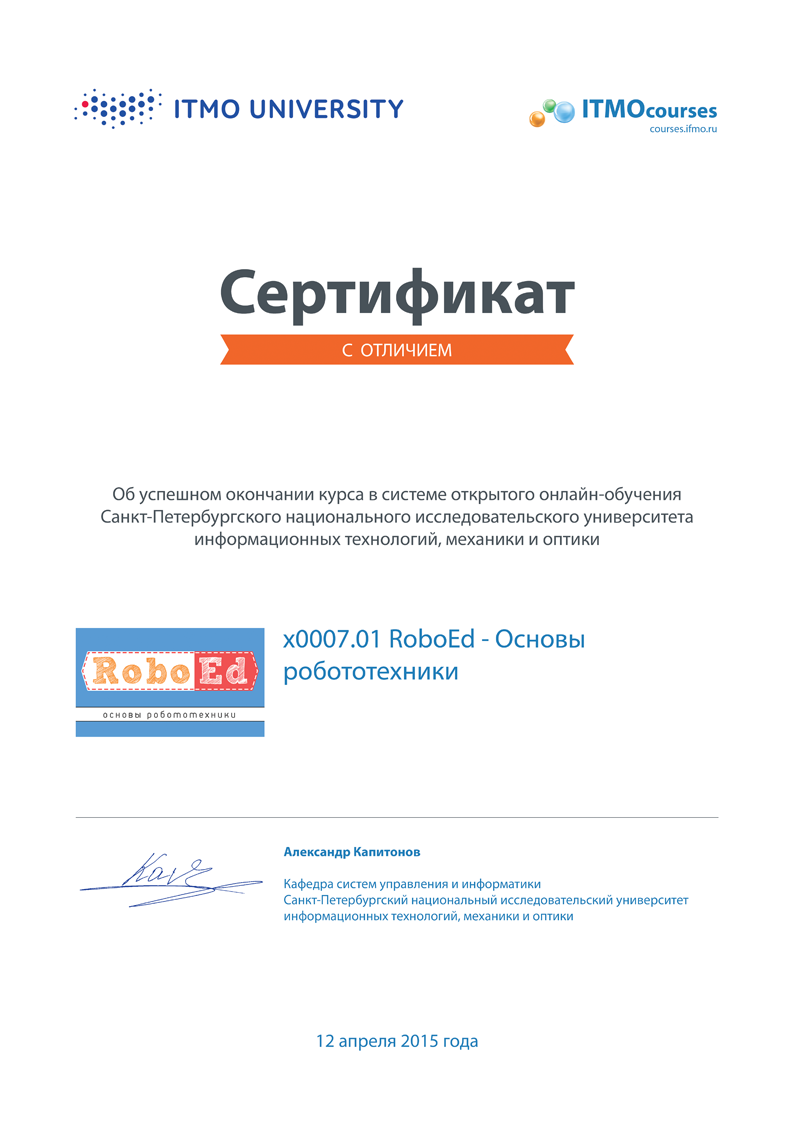 ITMO UNIVERSITY
ITMOcourses
courses.ifmo.ru
Сертификат
С ОТЛИЧИЕМ
Об успешном окончании курса в системе открытого онлайн-обучения
Санкт-Петербургского национального исследовательского университета
информационных технологий, механики и оптики
RoboEd
основы робототехники
x0007.01 RoboEd - Основы
робототехники
Александр Капитонов
Кафедра систем управления и информатики
Санкт-Петербургский национальный исследовательский университет
информационных технологий, механики и оптики
12 апреля 2015 года